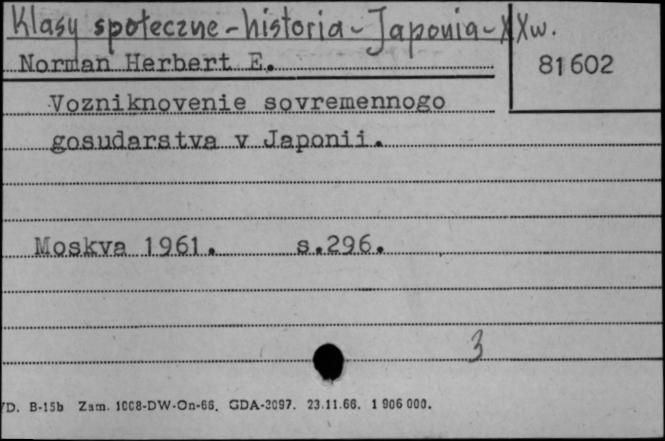 Klasy społeczne-historia-Japonia-XXw.
Norman Herbert E.
81602
Vozniknovenie sovremennogo
gosudarstva v Japonii.
Moskva 1961. s.296.
3
D. B-15b Zam. 1008-DW-On-66. GDA-3097. 23.11.66. 1 906 000.